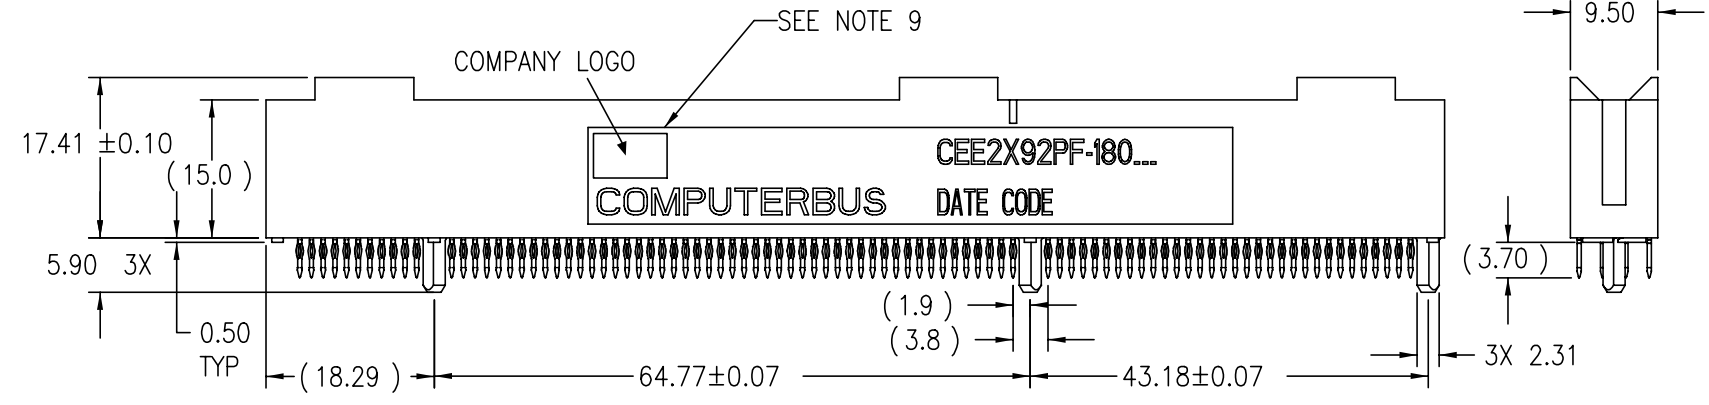 SEE NOTE 9
9.50
COMPANY LOGO
17.41 ±0.10
(15.0)
CEE2X92PF-180...
COMPUTERBUS
DATE CODE
5.90 3X
(3.70)
0.50
TYP
(1.9)
(3.8)
3X 2.31
(18.29)
64.77±0.07
43.18±0.07